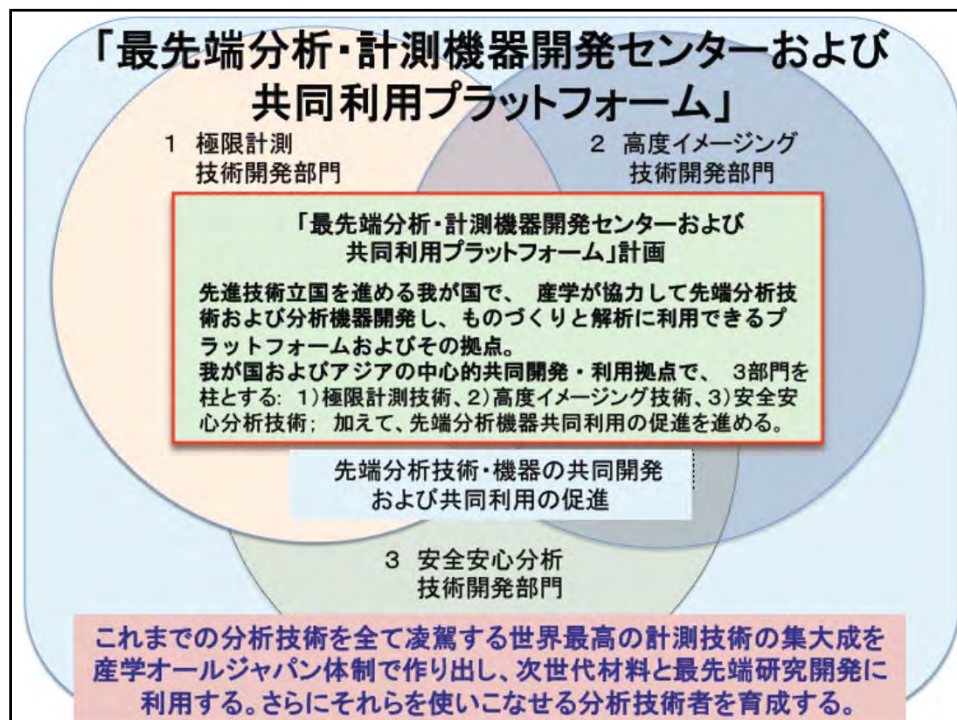 「最先端分析・計測機器開発センターおよび
共同利用プラットフォーム」
1 極限計測
技術開発部門
2 高度イメージング
技術開発部門
「最先端分析・計測機器開発センターおよび
共同利用プラットフォーム」計画
先進技術立国を進める我が国で、 産学が協力して先端分析技
術および分析機器開発し、ものづくりと解析に利用できるプ
ラットフォームおよびその拠点。
我が国およびアジアの中心的共同開発・利用拠点で、 3部門を
柱とする: 1)極限計測技術、2)高度イメージング技術、3)安全安
心分析技術; 加えて、先端分析機器共同利用の促進を進める。
先端分析技術・機器の共同開発
および共同利用の促進
3 安全安心分析
技術開発部門
これまでの分析技術を全て凌駕する世界最高の計測技術の集大成を
産学オールジャパン体制で作り出し、次世代材料と最先端研究開発に
利用する。さらにそれらを使いこなせる分析技術者を育成する。